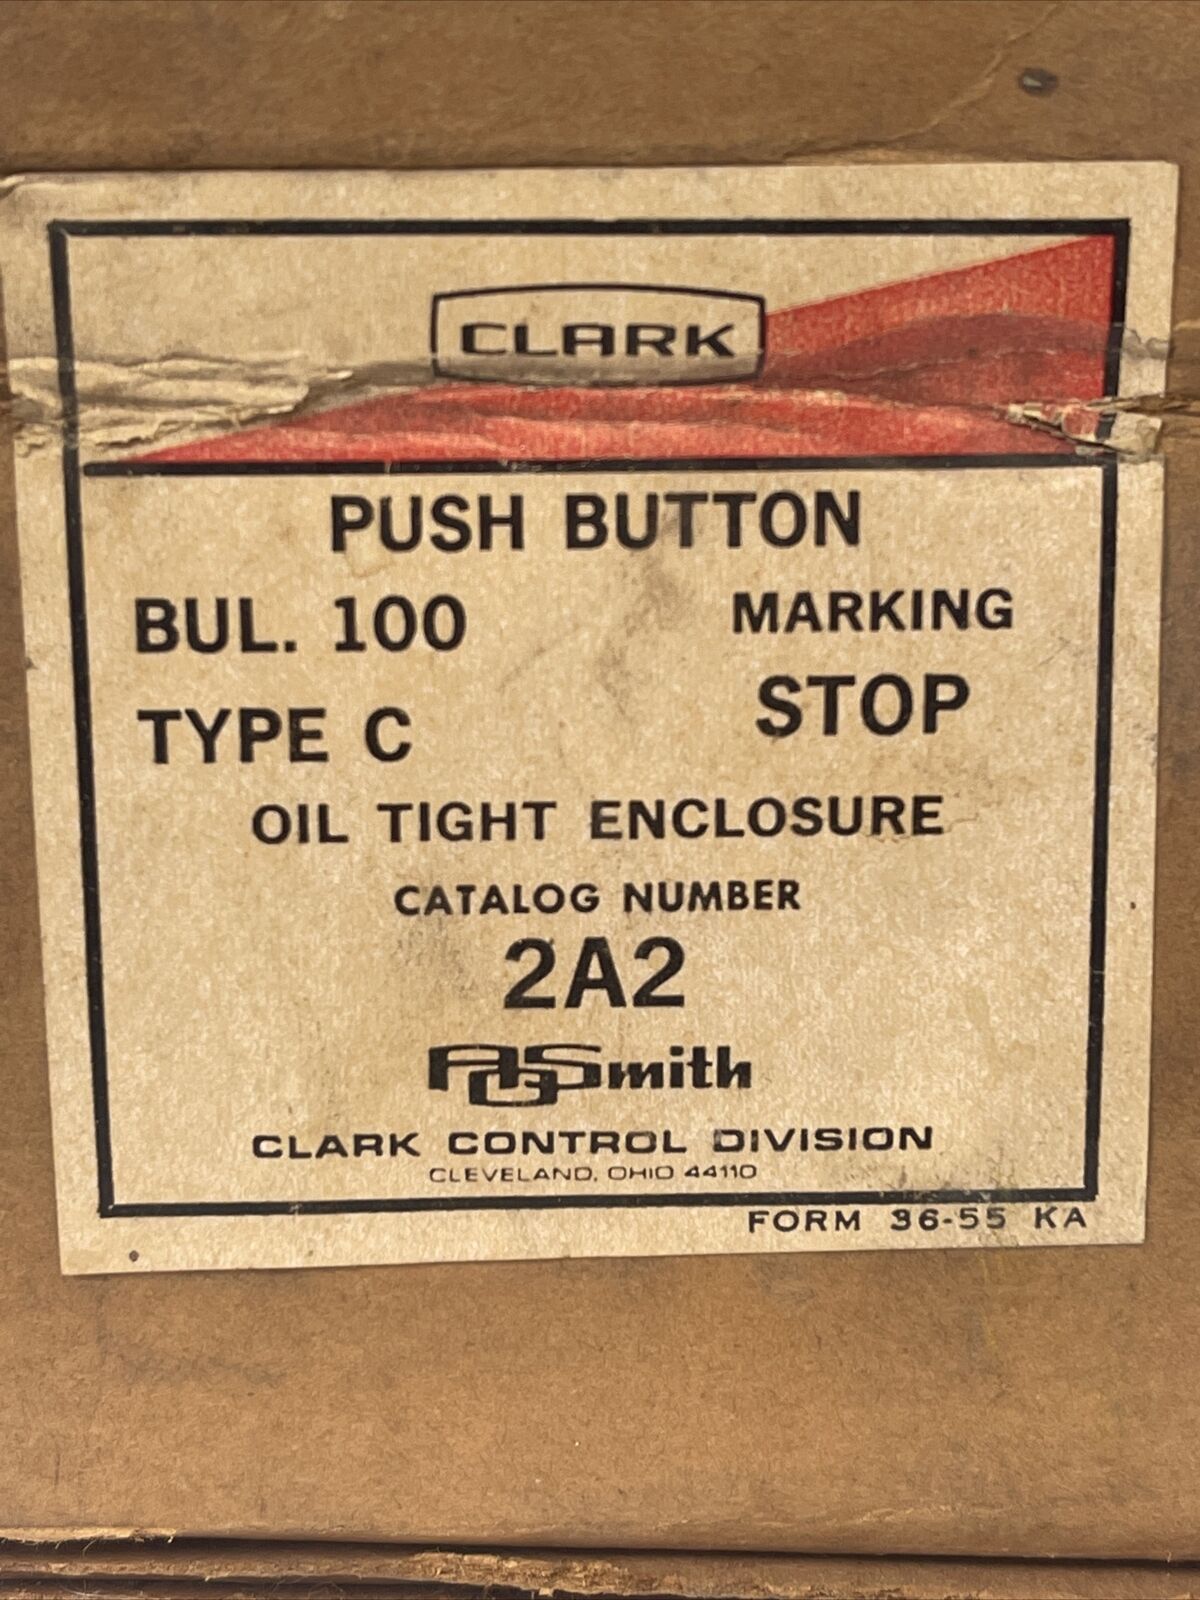 CLARK
PUSH BUTTON
BUL. 100 MARKING
TYPE C STOP
OIL TIGHT ENCLOSURE
CATALOG NUMBER
2A2
AOSmith
CLARK CONTROL DIVISION
CLEVELAND, OHIO 44110
FORM 36-55 KA